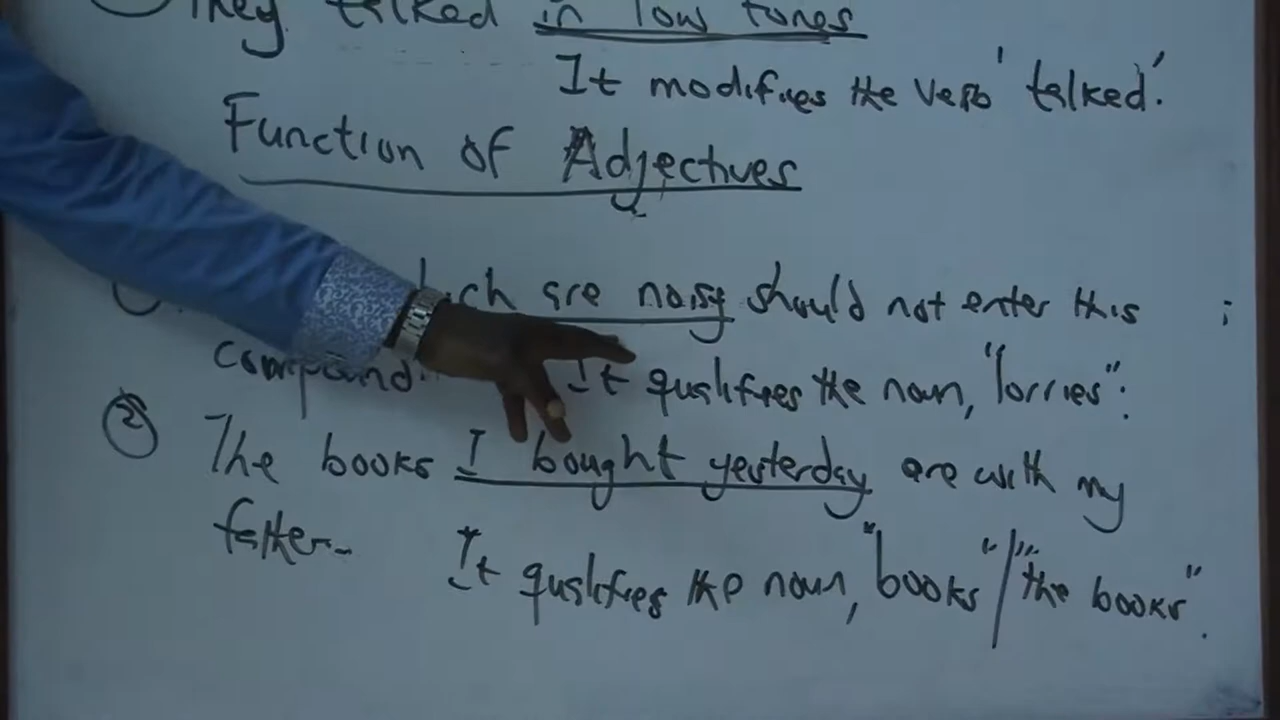 They talked in low tones
It modifies the verb 'talked.'
Function of Adjectives
are noisy should not enter this
compound. It qualifies the noun, "lorries".
② The books I bought yesterday are with my
father.
It qualifies the noun, "books"/"the books".